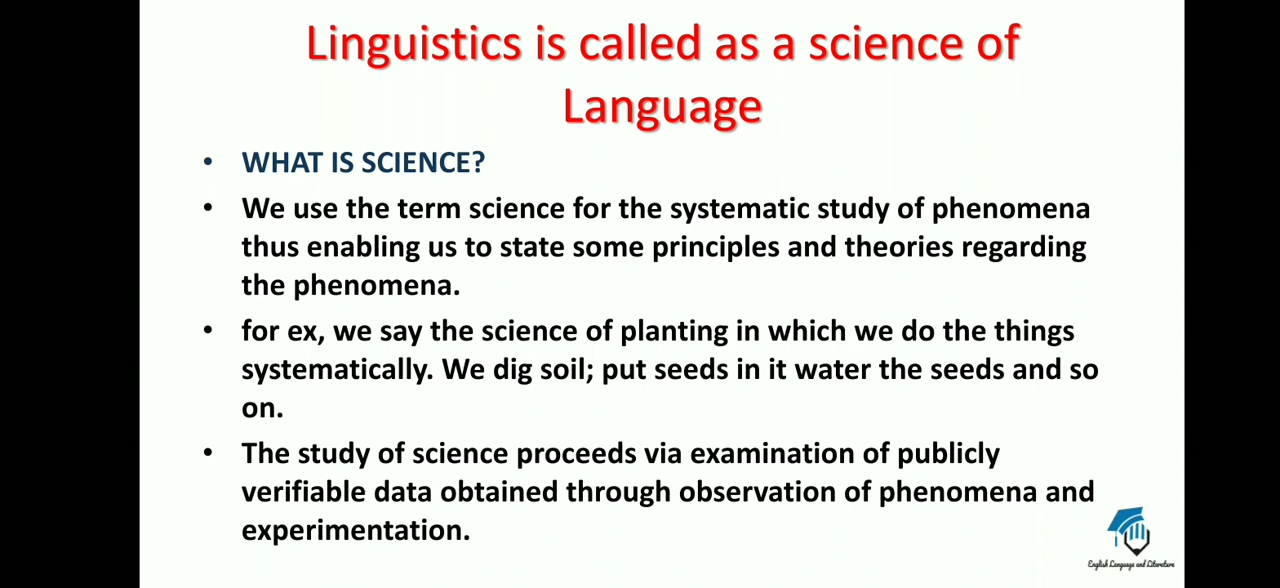 Linguistics is called as a science of
Language
• WHAT IS SCIENCE?
• We use the term science for the systematic study of phenomena
thus enabling us to state some principles and theories regarding
the phenomena.
• for ex, we say the science of planting in which we do the things
systematically. We dig soil; put seeds in it water the seeds and so
on.
• The study of science proceeds via examination of publicly
verifiable data obtained through observation of phenomena and
experimentation.
English Language and Literature